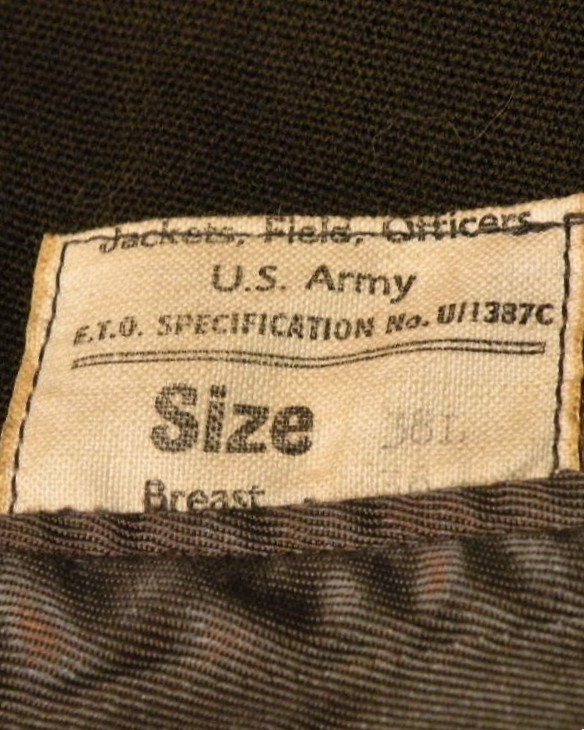 Jackets, Field, Officers
U.S. Army
E.T.O. SPECIFICATION No. U/1387C
Size 38L
Breast